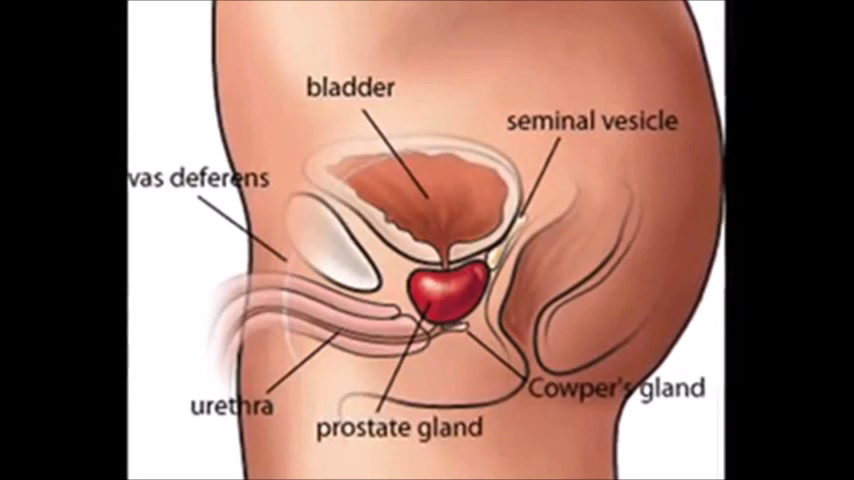 bladder
seminal vesicle
vas deferens
Cowper's gland
urethra
prostate gland